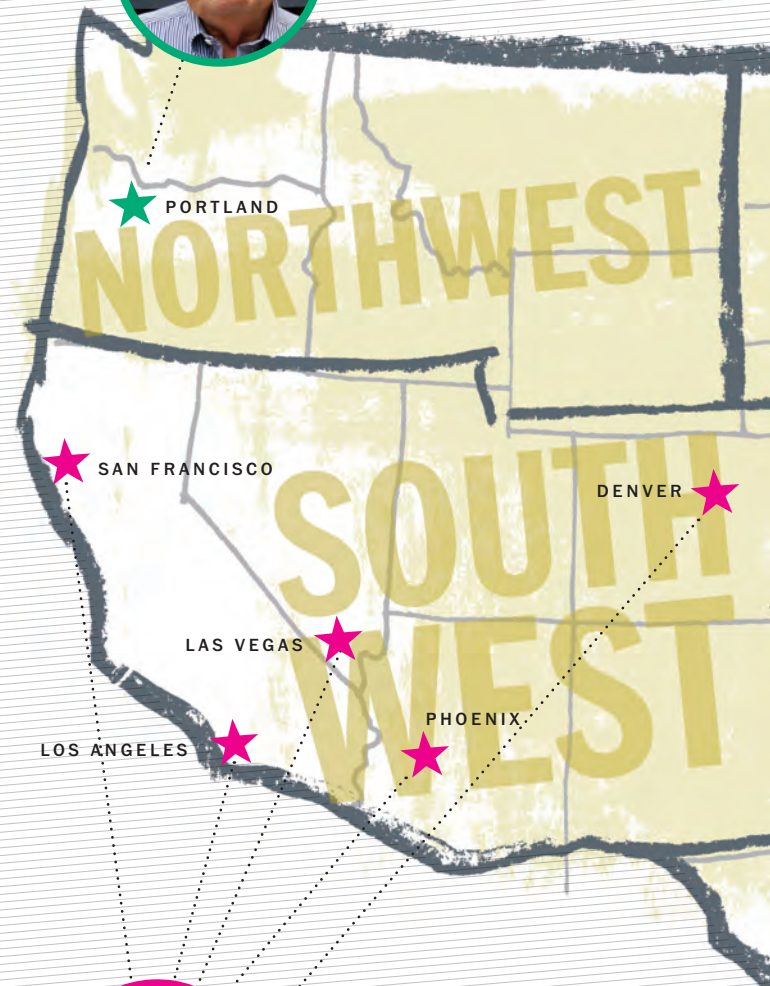 PORTLAND
NORTHWEST
SAN FRANCISCO
SOUTH
DENVER
WEST
LAS VEGAS
PHOENIX
LOS ANGELES